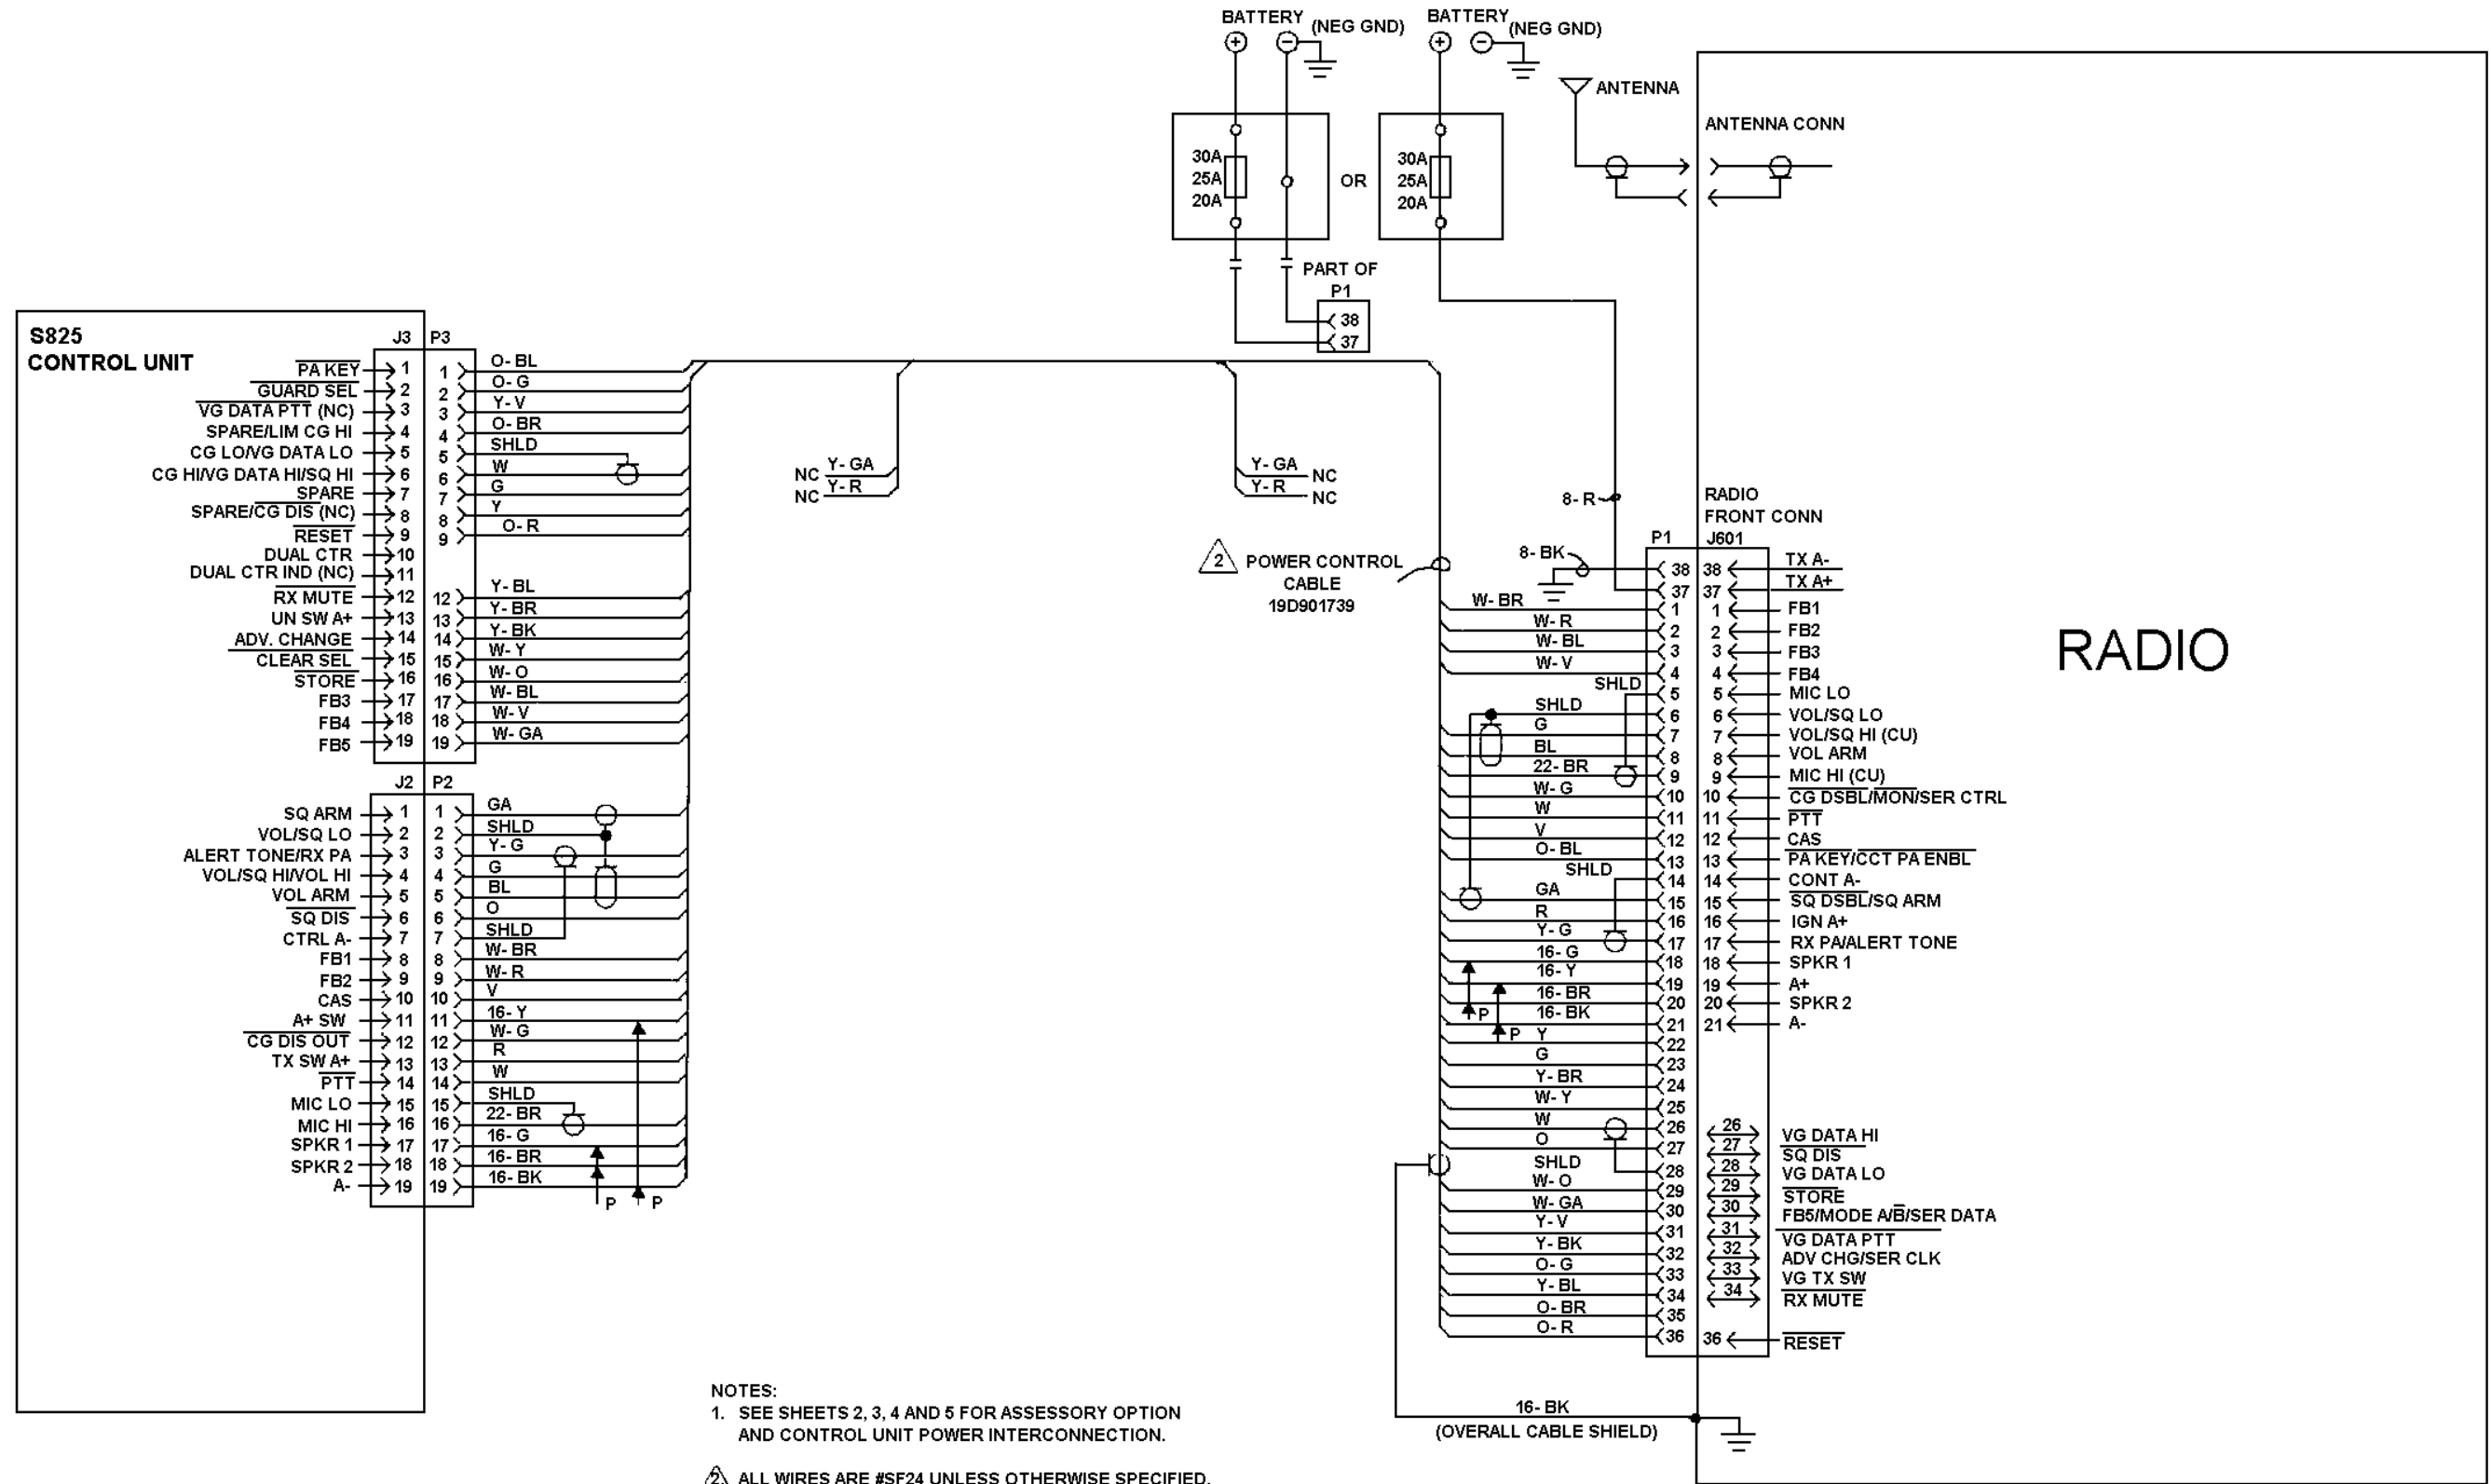 BATTERY (NEG GND)
BATTERY (NEG GND)
ANTENNA
ANTENNA CONN
30A
25A
20A
OR
30A
25A
20A
PART OF
P1
38
37
S825
CONTROL UNIT
J3 P3
PA KEY 1 1 O-BL
GUARD SEL 2 2 O-G
VG DATA PTT (NC) 3 3 Y-V
SPARE/LIM CG HI 4 4 O-BR
CG LO/VG DATA LO 5 5 SHLD
CG HI/VG DATA HI/SQ HI 6 6 W
SPARE 7 7 G
SPARE/CG DIS (NC) 8 8 Y
RESET 9 9 O-R
DUAL CTR 10
DUAL CTR IND (NC) 11
RX MUTE 12 12 Y-BL
UN SW A+ 13 13 Y-BR
ADV. CHANGE 14 14 Y-BK
CLEAR SEL 15 15 W-Y
STORE 16 16 W-O
FB3 17 17 W-BL
FB4 18 18 W-V
FB5 19 19 W-GA
J2 P2
SQ ARM 1 1 GA
VOL/SQ LO 2 2 SHLD
ALERT TONE/RX PA 3 3 Y-G
VOL/SQ HI/VOL HI 4 4 G
VOL ARM 5 5 BL
SQ DIS 6 6 O
CTRL A- 7 7 SHLD
FB1 8 8 W-BR
FB2 9 9 W-R
CAS 10 10 V
A+ SW 11 11 16-Y
CG DIS OUT 12 12 W-G
TX SW A+ 13 13 R
PTT 14 14 W
MIC LO 15 15 SHLD
MIC HI 16 16 22-BR
SPKR 1 17 17 16-G
SPKR 2 18 18 16-BR
A- 19 19 16-BK
P P
NC Y-GA
NC Y-R
Y-GA NC
Y-R NC
2 POWER CONTROL
CABLE
19D901739
8-R
8-BK
RADIO
FRONT CONN
P1 J601
38 38 TX A-
37 37 TX A+
W-BR 1 1 FB1
W-R 2 2 FB2
W-BL 3 3 FB3
W-V 4 4 FB4
SHLD 5 5 MIC LO
SHLD 6 6 VOL/SQ LO
G 7 7 VOL/SQ HI (CU)
BL 8 8 VOL ARM
22-BR 9 9 MIC HI (CU)
W-G 10 10 CG DSBL/MON/SER CTRL
W 11 11 PTT
V 12 12 CAS
O-BL 13 13 PA KEY/CCT PA ENBL
SHLD 14 14 CONT A-
GA 15 15 SQ DSBL/SQ ARM
R 16 16 IGN A+
Y-G 17 17 RX PA/ALERT TONE
16-G 18 18 SPKR 1
16-Y 19 19 A+
16-BR 20 20 SPKR 2
P 16-BK 21 21 A-
P Y 22
G 23
Y-BR 24
W-Y 25
W 26 26 VG DATA HI
O 27 27 SQ DIS
SHLD 28 28 VG DATA LO
W-O 29 29 STORE
W-GA 30 30 FB5/MODE A/B̅/SER DATA
Y-V 31 31 VG DATA PTT
Y-BK 32 32 ADV CHG/SER CLK
O-G 33 33 VG TX SW
Y-BL 34 34 RX MUTE
O-BR 35
O-R 36 36 RESET
RADIO
16-BK
(OVERALL CABLE SHIELD)
NOTES:
1. SEE SHEETS 2, 3, 4 AND 5 FOR ASSESSORY OPTION
AND CONTROL UNIT POWER INTERCONNECTION.
2 ALL WIRES ARE #SF24 UNLESS OTHERWISE SPECIFIED.